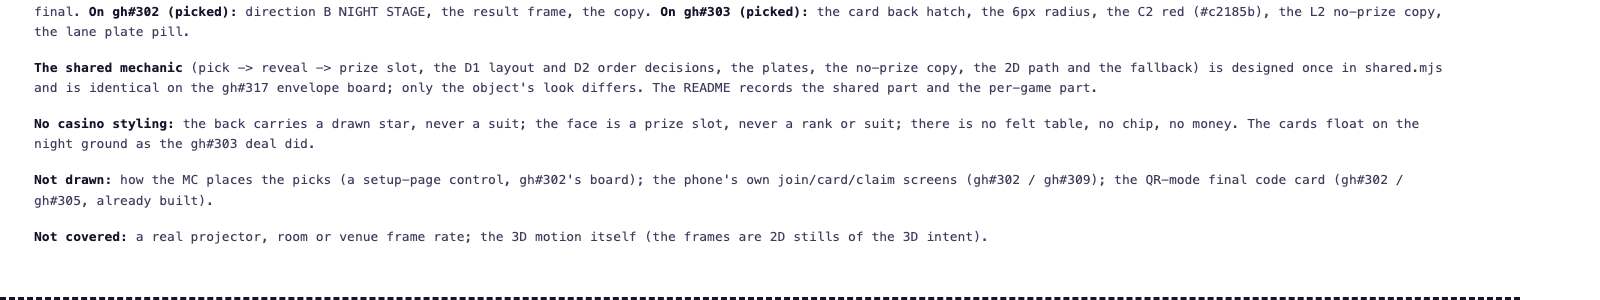 final. On gh#302 (picked): direction B NIGHT STAGE, the result frame, the copy. On gh#303 (picked): the card back hatch, the 6px radius, the C2 red (#c2185b), the L2 no-prize copy,
the lane plate pill.
The shared mechanic (pick -> reveal -> prize slot, the D1 layout and D2 order decisions, the plates, the no-prize copy, the 2D path and the fallback) is designed once in shared.mjs
and is identical on the gh#317 envelope board; only the object's look differs. The README records the shared part and the per-game part.
No casino styling: the back carries a drawn star, never a suit; the face is a prize slot, never a rank or suit; there is no felt table, no chip, no money. The cards float on the
night ground as the gh#303 deal did.
Not drawn: how the MC places the picks (a setup-page control, gh#302's board); the phone's own join/card/claim screens (gh#302 / gh#309); the QR-mode final code card (gh#302 /
gh#305, already built).
Not covered: a real projector, room or venue frame rate; the 3D motion itself (the frames are 2D stills of the 3D intent).